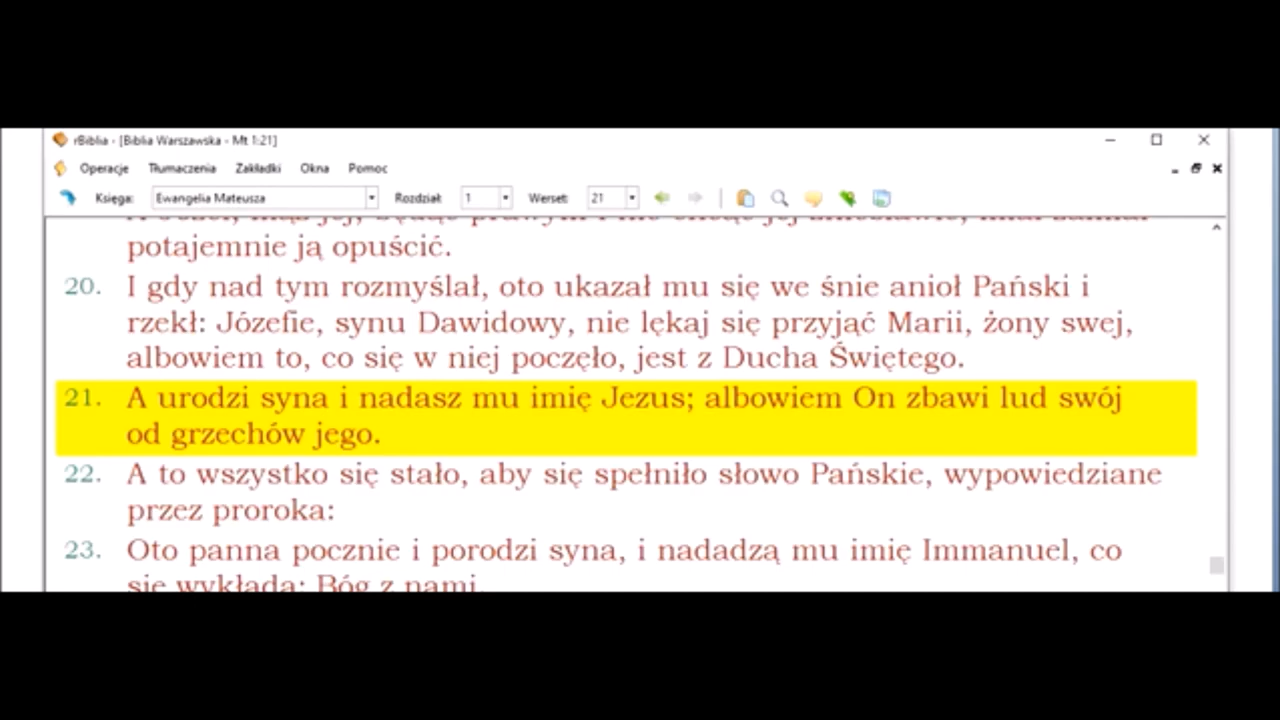 rBiblia - [Biblia Warszawska - Mt 1:21]
Operacje Tłumaczenia Zakładki Okna Pomoc
Księga: Ewangelia Mateusza Rozdział: 1 Werset: 21
potajemnie ją opuścić.
20. I gdy nad tym rozmyślał, oto ukazał mu się we śnie anioł Pański i
rzekł: Józefie, synu Dawidowy, nie lękaj się przyjąć Marii, żony swej,
albowiem to, co się w niej poczęło, jest z Ducha Świętego.
21. A urodzi syna i nadasz mu imię Jezus; albowiem On zbawi lud swój
od grzechów jego.
22. A to wszystko się stało, aby się spełniło słowo Pańskie, wypowiedziane
przez proroka:
23. Oto panna pocznie i porodzi syna, i nadadzą mu imię Immanuel, co
się wykłada: Bóg z nami.